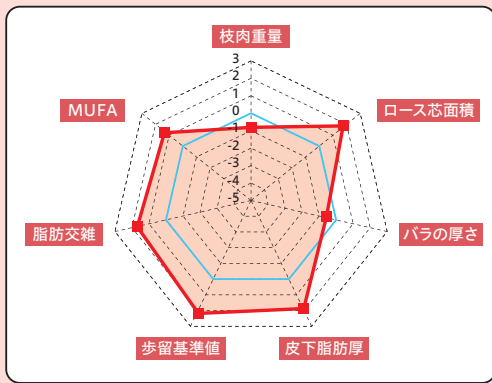 枝肉重量
3
2
1
0
-1
-2
-3
-4
-5
MUFA
ロース芯面積
脂肪交雑
バラの厚さ
歩留基準値
皮下脂肪厚